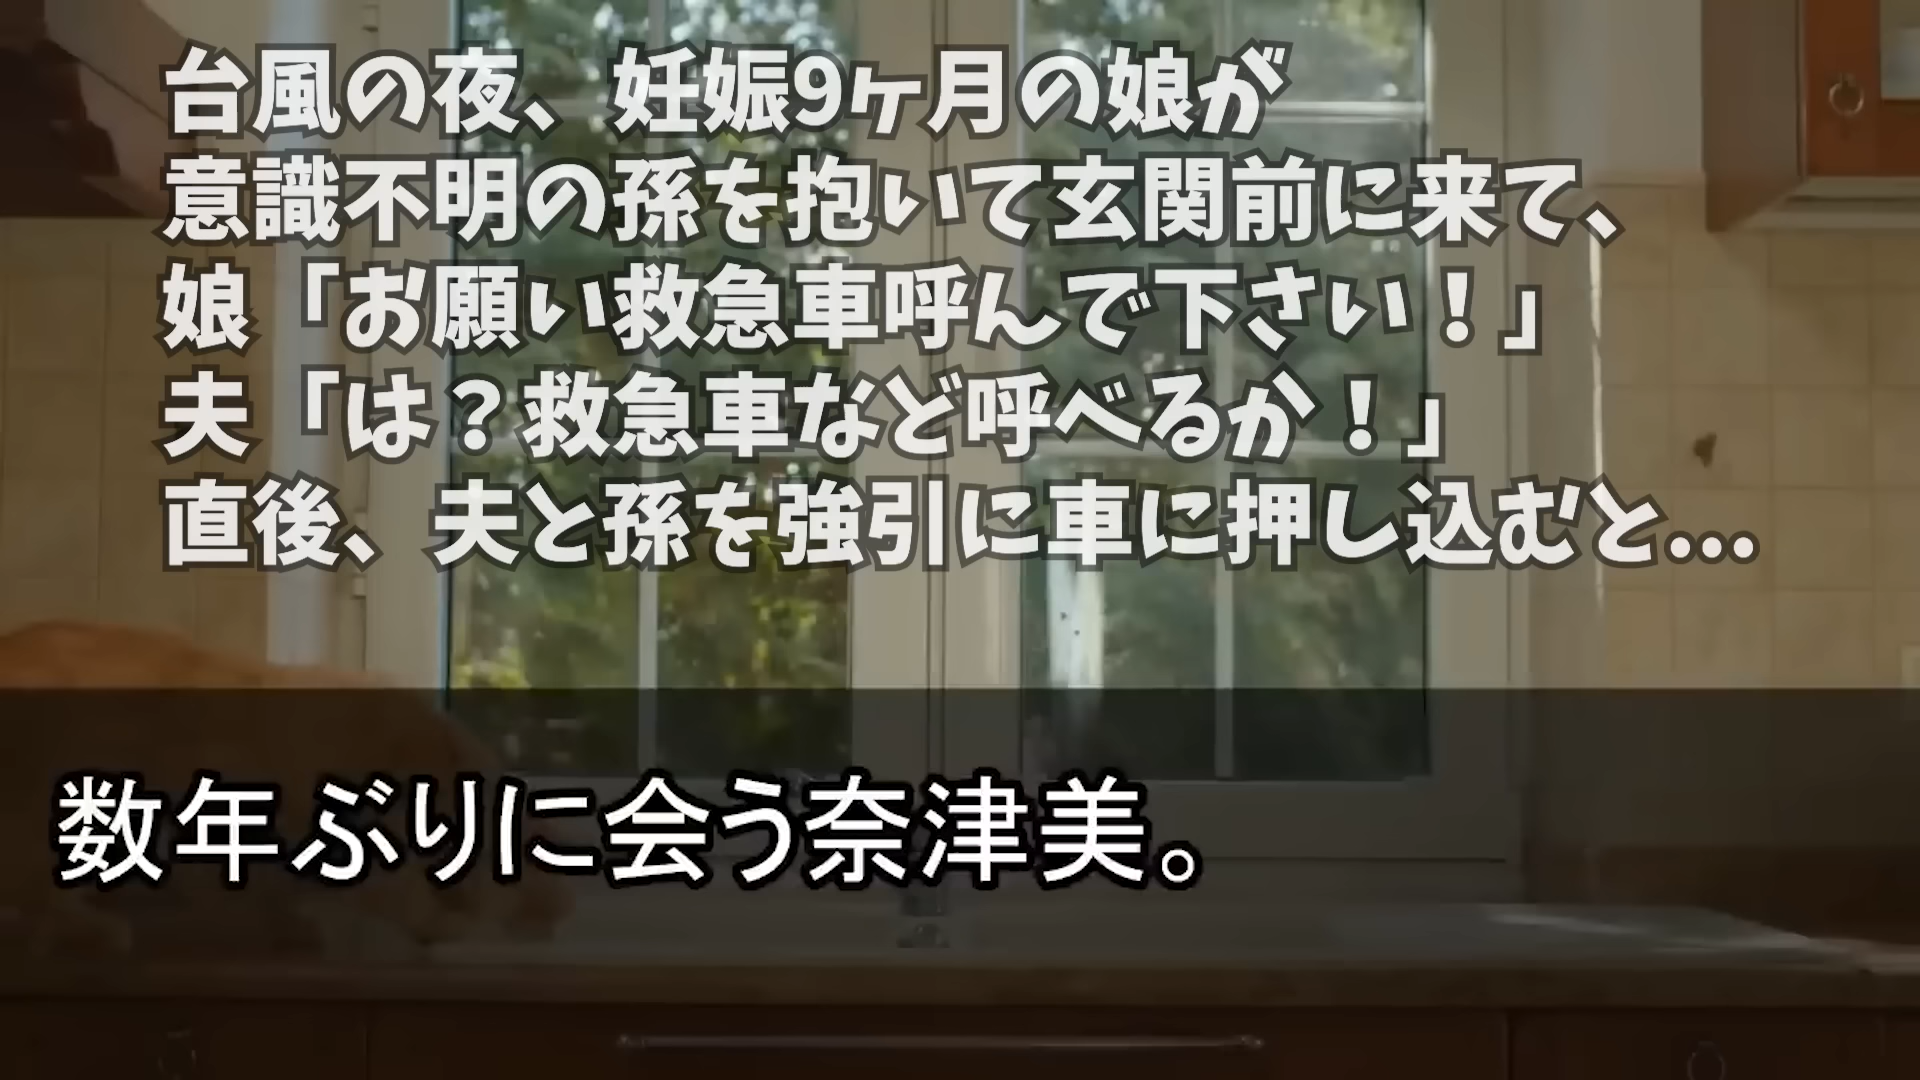 台風の夜、妊娠9ヶ月の娘が
意識不明の孫を抱いて玄関前に来て、
娘「お願い救急車呼んで下さい！」
夫「は？救急車など呼べるか！」
直後、夫と孫を強引に車に押し込むと...
数年ぶりに会う奈津美。